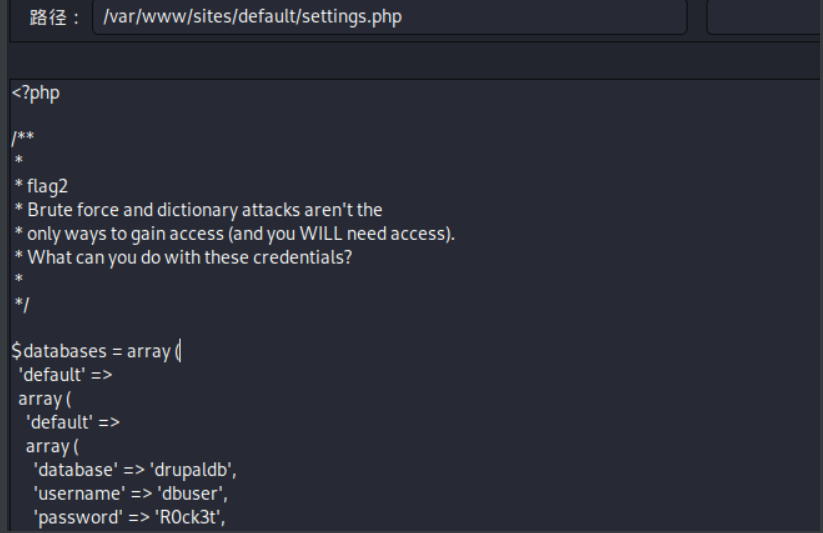 路径： /var/www/sites/default/settings.php
<?php
/**
*
* flag2
* Brute force and dictionary attacks aren't the
* only ways to gain access (and you WILL need access).
* What can you do with these credentials?
*
*/
$databases = array (
'default' =>
array (
'default' =>
array (
'database' => 'drupaldb',
'username' => 'dbuser',
'password' => 'R0ck3t',